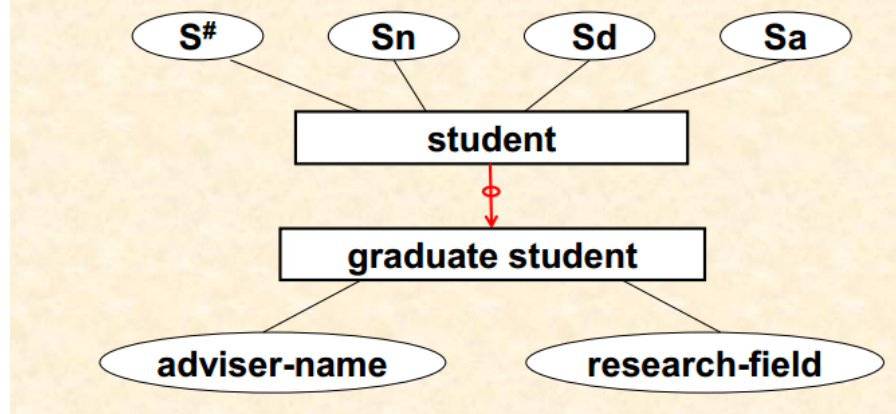 S# Sn Sd Sa
student
graduate student
adviser-name research-field